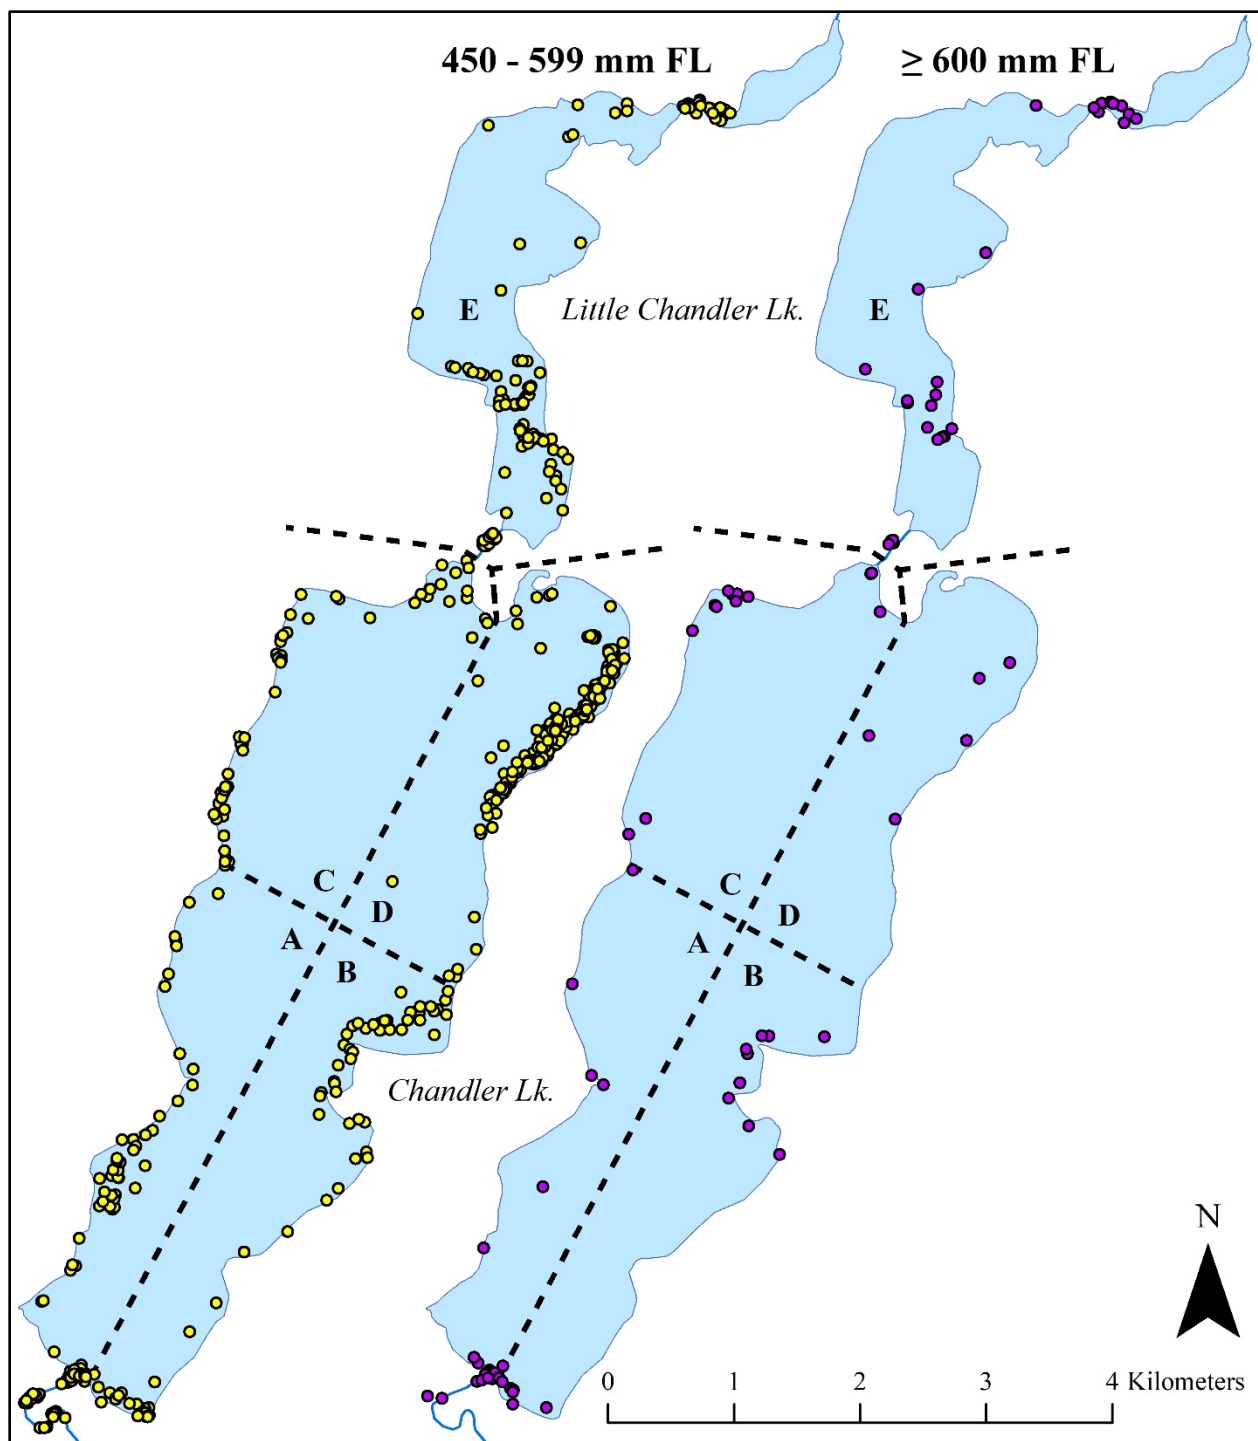 450 - 599 mm FL
≥ 600 mm FL
E
Little Chandler Lk.
E
C
D
A
B
C
D
A
B
Chandler Lk.
N
0 1 2 3 4 Kilometers